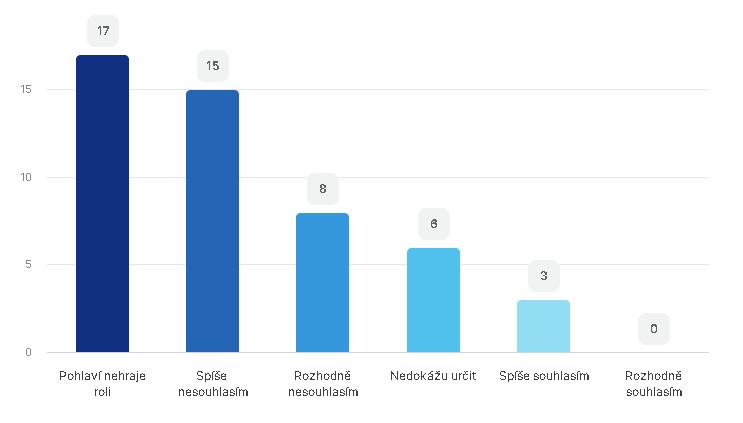 17
15
15
10
8
6
5
3
0
0
Pohlaví nehraje
roli
Spíše
nesouhlasím
Rozhodně
nesouhlasím
Nedokážu určit
Spíše souhlasím
Rozhodně
souhlasím